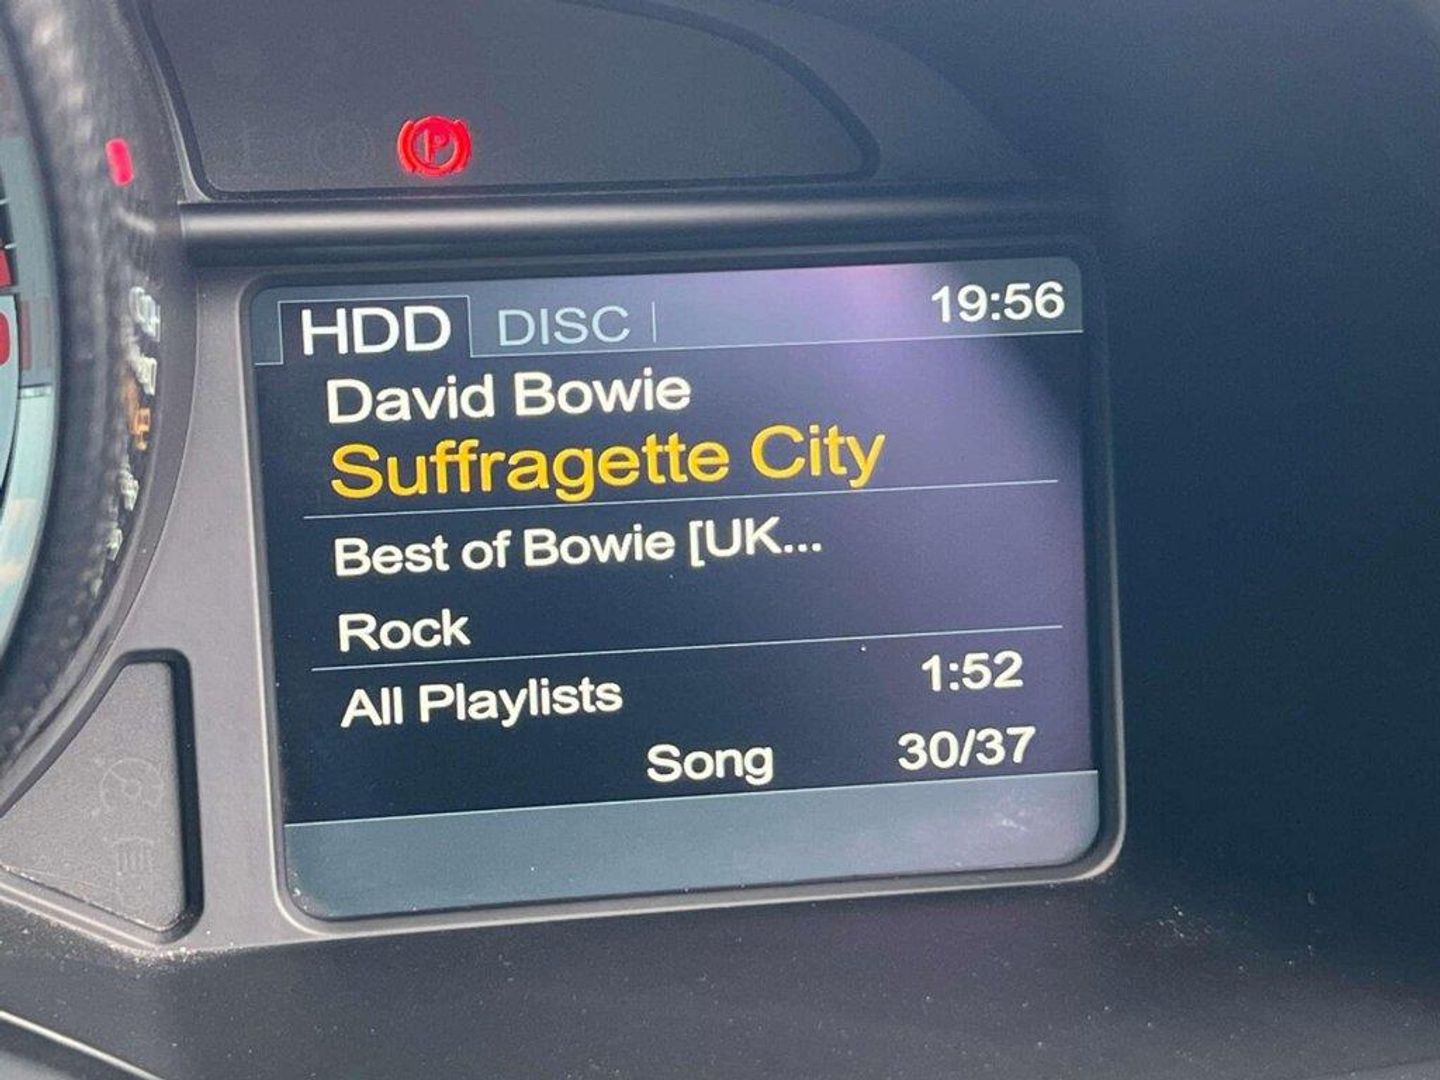 P
HDD DISC 19:56
David Bowie
Suffragette City
Best of Bowie [UK...
Rock
All Playlists 1:52
Song 30/37